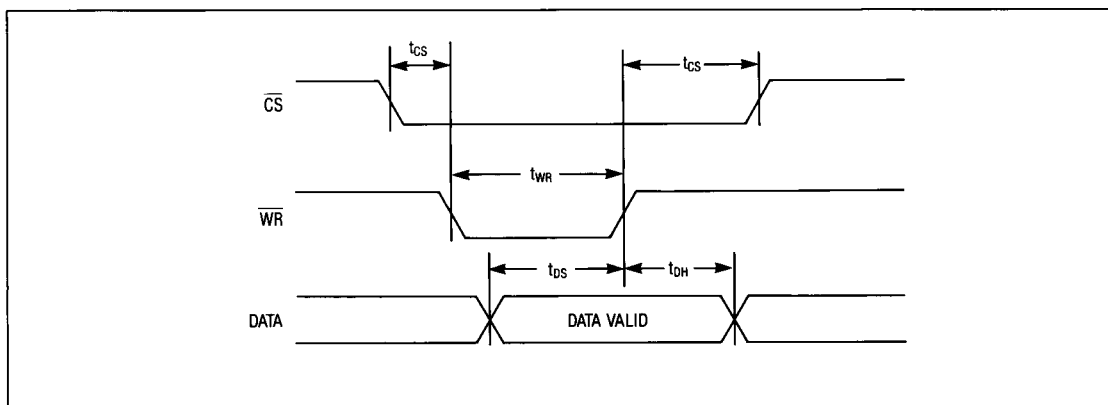 tCS
tCS
CS
tWR
WR
tDS
tDH
DATA
DATA VALID